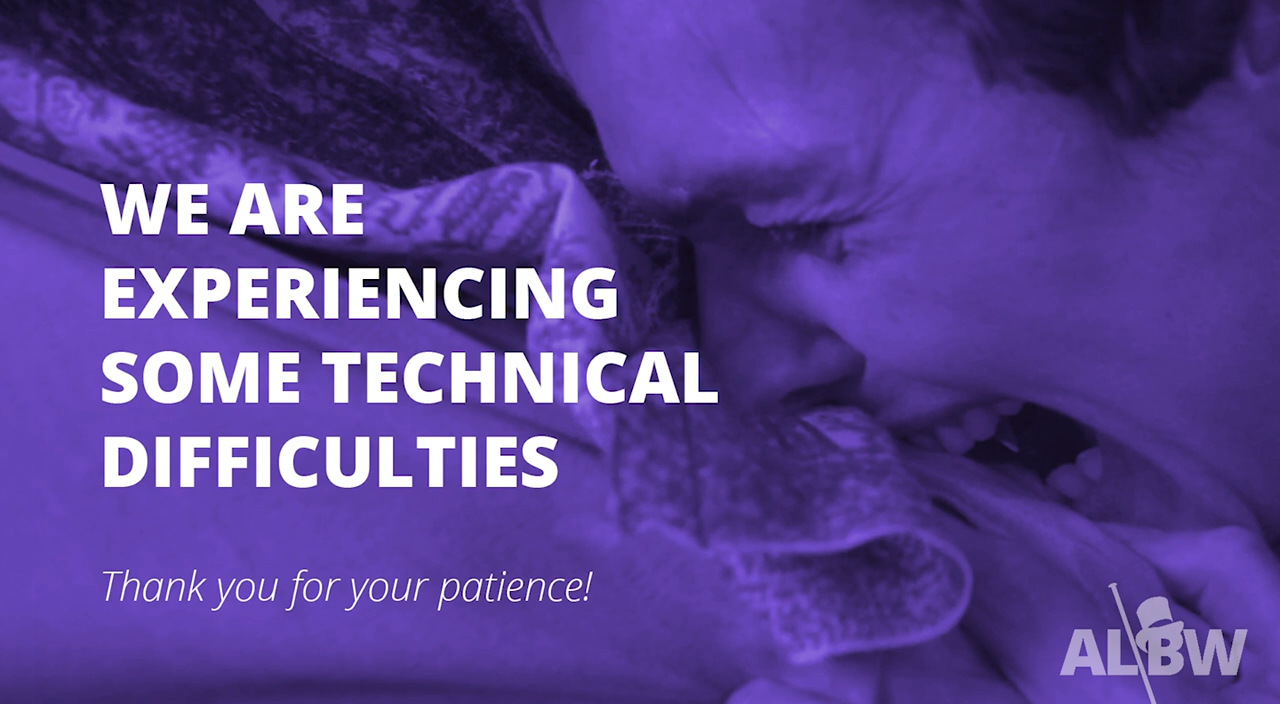 WE ARE
EXPERIENCING
SOME TECHNICAL
DIFFICULTIES
Thank you for your patience!
ALBW